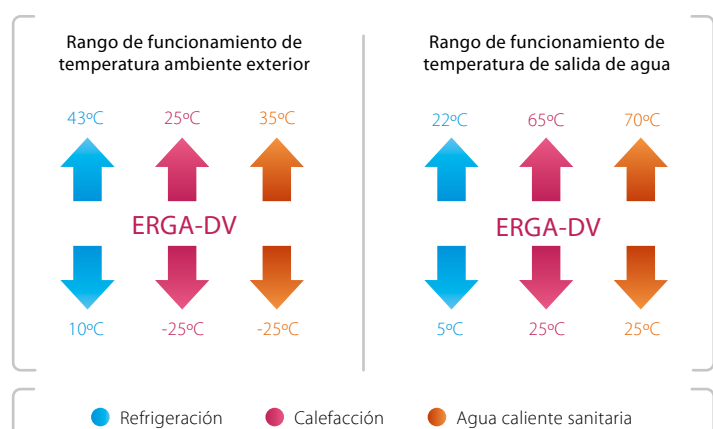 Rango de funcionamiento de
temperatura ambiente exterior
43ºC 25ºC 35ºC
ERGA-DV
10ºC -25ºC -25ºC
Rango de funcionamiento de
temperatura de salida de agua
22ºC 65ºC 70ºC
ERGA-DV
5ºC 25ºC 25ºC
Refrigeración Calefacción Agua caliente sanitaria